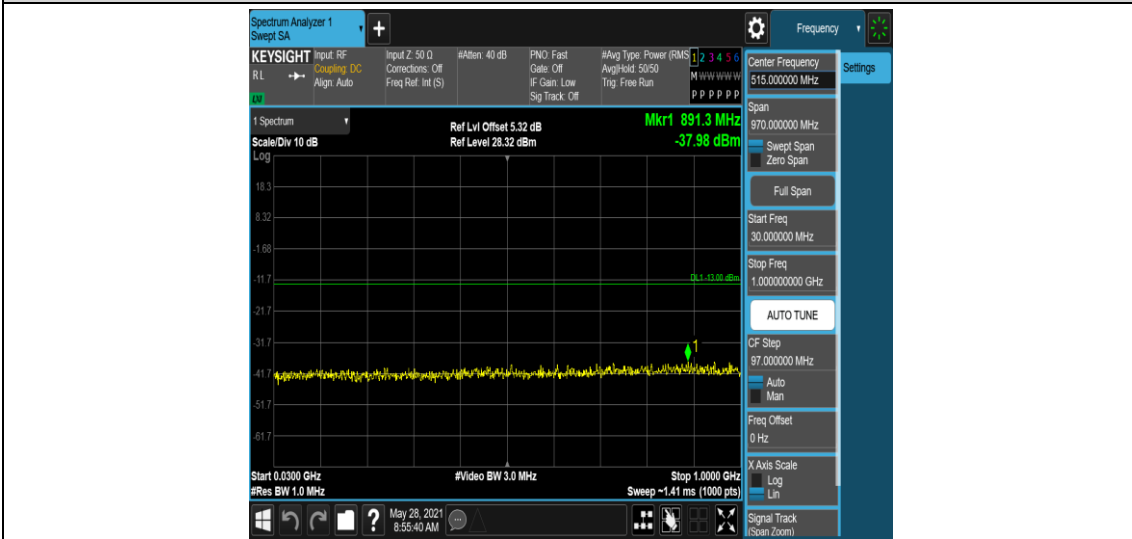 Spectrum Analyzer 1
Swept SA
+
Frequency
KEYSIGHT
RL
Input: RF
Coupling: DC
Align: Auto
Input Z: 50 Ω
Corrections: Off
Freq Ref: Int (S)
#Atten: 40 dB
PNO: Fast
Gate: Off
IF Gain: Low
Sig Track: Off
#Avg Type: Power (RMS
Avg|Hold: 50/50
Trig: Free Run
1 2 3 4 5 6
M W W W W W
P P P P P P
1 Spectrum
Scale/Div 10 dB
Log
Ref Lvl Offset 5.32 dB
Ref Level 28.32 dBm
Mkr1 891.3 MHz
-37.98 dBm
18.3
8.32
-1.68
-11.7
-21.7
-31.7
-41.7
-51.7
-61.7
DL1 -13.00 dBm
1
Start 0.0300 GHz
#Res BW 1.0 MHz
#Video BW 3.0 MHz
Stop 1.0000 GHz
Sweep ~1.41 ms (1000 pts)
?
May 28, 2021
8:55:40 AM
Center Frequency
515.000000 MHz
Span
970.000000 MHz
Swept Span
Zero Span
Full Span
Start Freq
30.000000 MHz
Stop Freq
1.000000000 GHz
AUTO TUNE
CF Step
97.000000 MHz
Auto
Man
Freq Offset
0 Hz
X Axis Scale
Log
Lin
Signal Track
(Span Zoom)
Settings